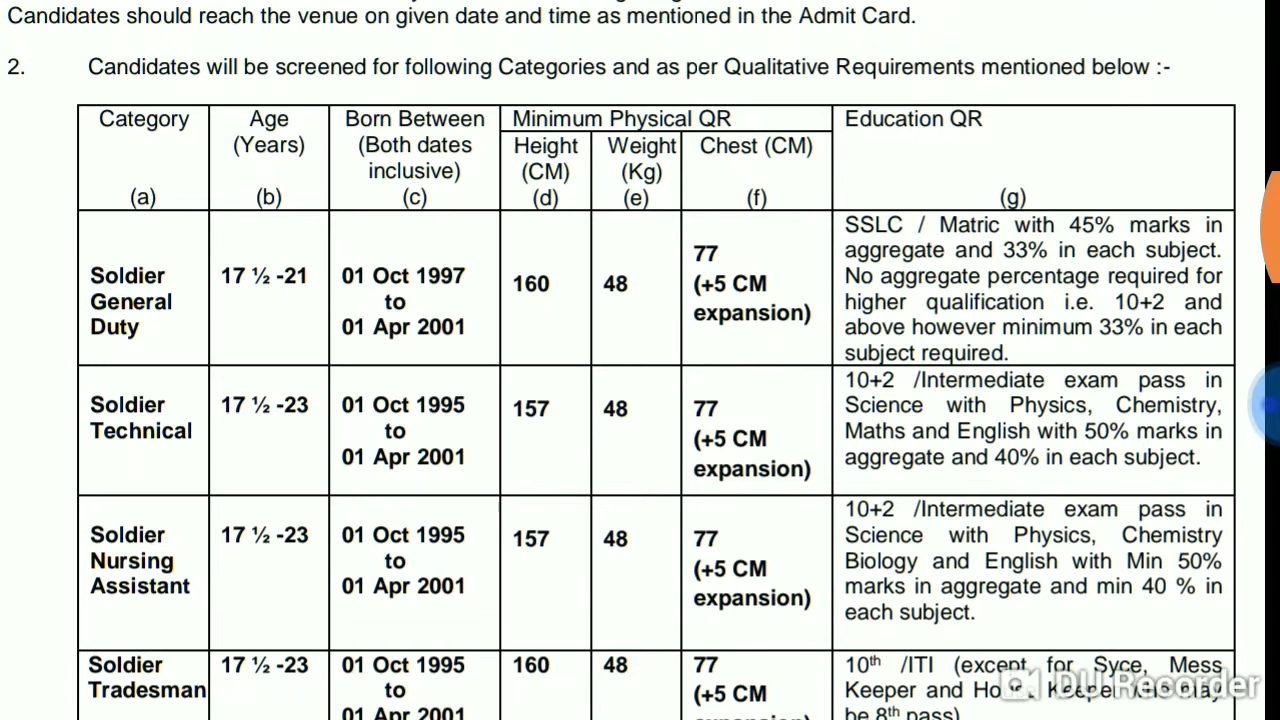 Candidates should reach the venue on given date and time as mentioned in the Admit Card.
2. Candidates will be screened for following Categories and as per Qualitative Requirements mentioned below :-
Category
(a)
Age
(Years)
(b)
Born Between
(Both dates
inclusive)
(c)
Minimum Physical QR
Height
(CM)
(d)
Weight
(Kg)
(e)
Chest (CM)
(f)
Education QR
(g)
Soldier
General
Duty
17 ½ -21
01 Oct 1997
to
01 Apr 2001
160
48
77
(+5 CM
expansion)
SSLC / Matric with 45% marks in
aggregate and 33% in each subject.
No aggregate percentage required for
higher qualification i.e. 10+2 and
above however minimum 33% in each
subject required.
Soldier
Technical
17 ½ -23
01 Oct 1995
to
01 Apr 2001
157
48
77
(+5 CM
expansion)
10+2 /Intermediate exam pass in
Science with Physics, Chemistry,
Maths and English with 50% marks in
aggregate and 40% in each subject.
Soldier
Nursing
Assistant
17 ½ -23
01 Oct 1995
to
01 Apr 2001
157
48
77
(+5 CM
expansion)
10+2 /Intermediate exam pass in
Science with Physics, Chemistry
Biology and English with Min 50%
marks in aggregate and min 40 % in
each subject.
Soldier
Tradesman
17 ½ -23
01 Oct 1995
to
01 Apr 2001
160
48
77
(+5 CM
10th /ITI (except for Syce, Mess
Keeper and Keeper may
be 8th pass)
DU Recorder